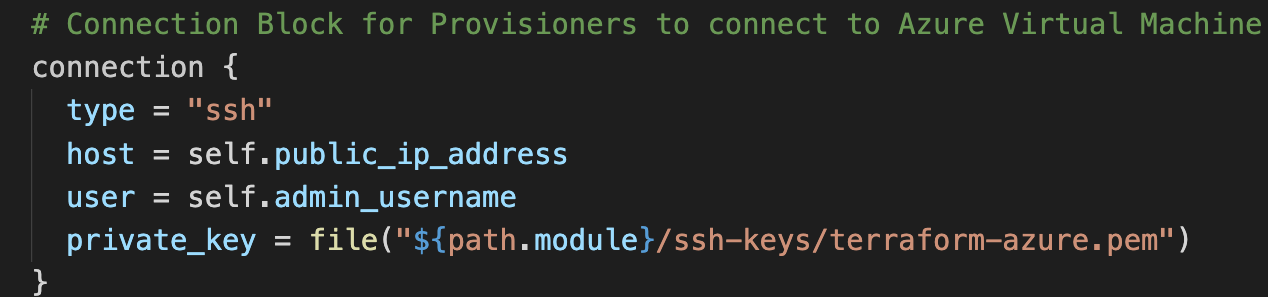 # Connection Block for Provisioners to connect to Azure Virtual Machine
connection {
type = "ssh"
host = self.public_ip_address
user = self.admin_username
private_key = file("${path.module}/ssh-keys/terraform-azure.pem")
}